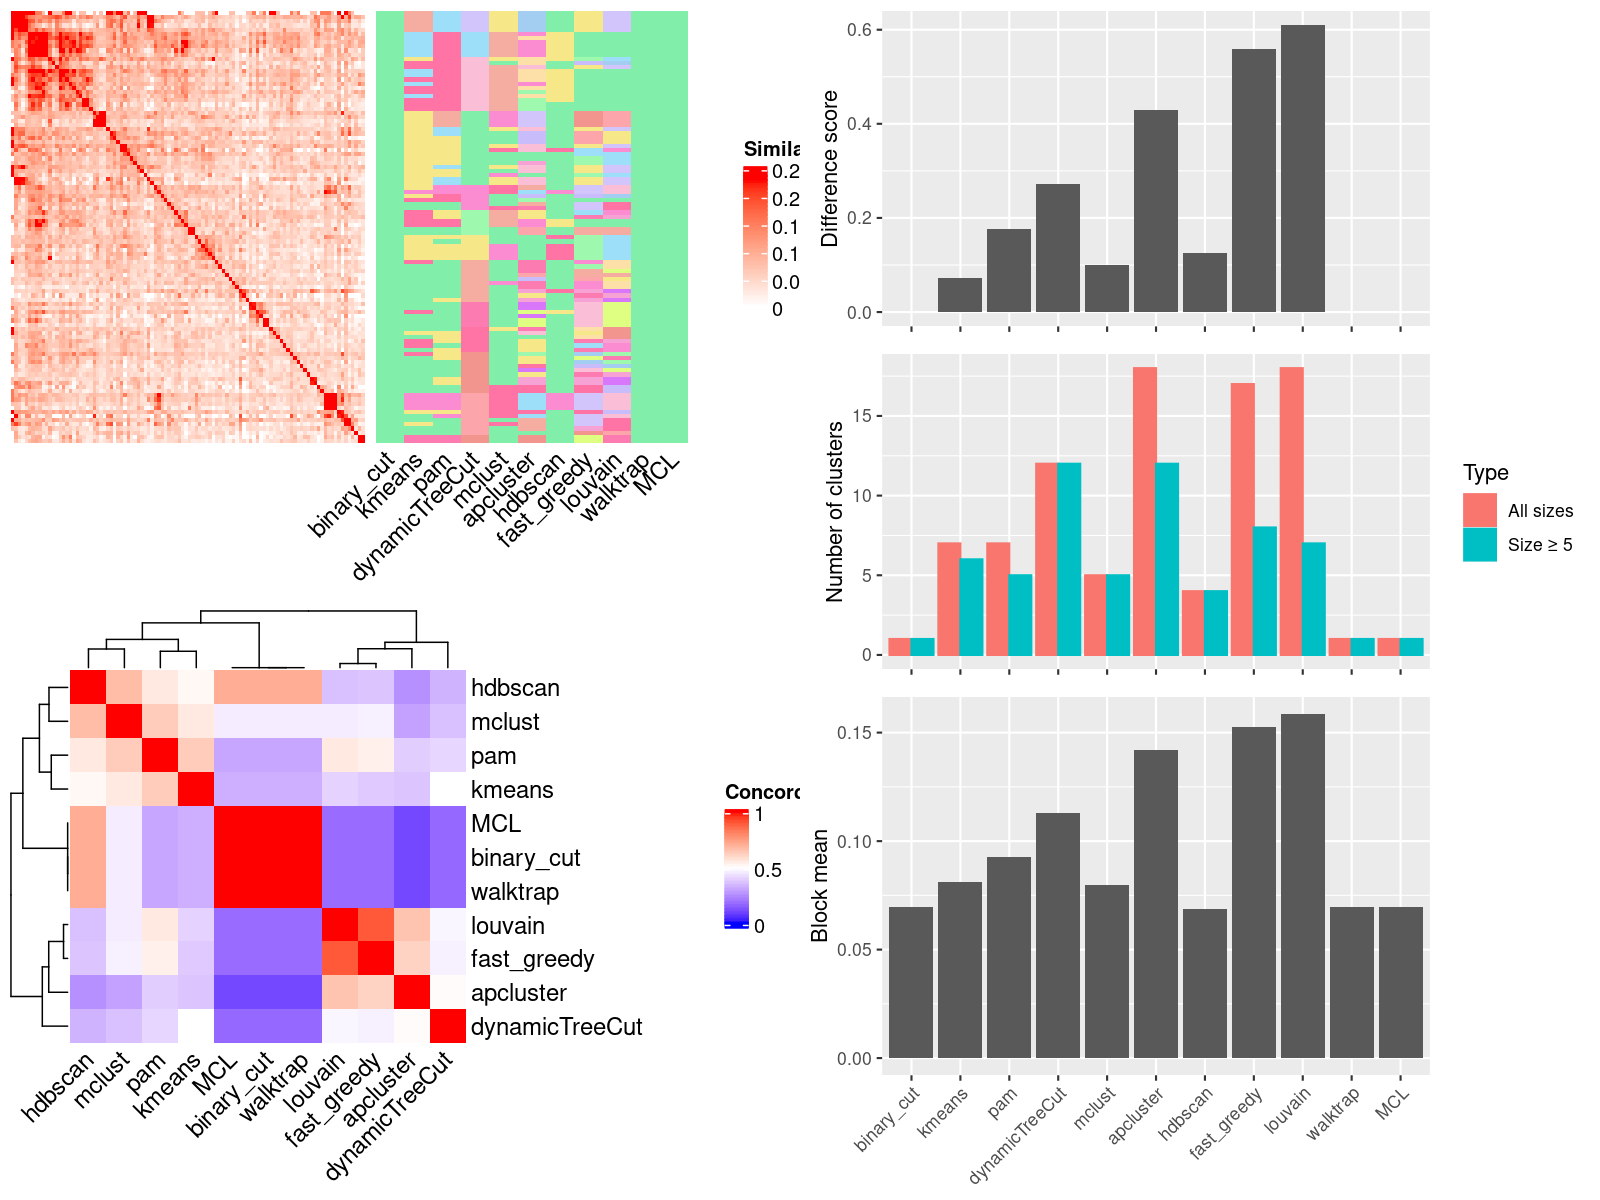 Simila
0.2
0.2
0.1
0.1
0.0
0
binary_cut
kmeans
pam
dynamicTreeCut
mclust
apcluster
hdbscan
fast_greedy
louvain
walktrap
MCL
hdbscan
mclust
pam
kmeans
MCL
binary_cut
walktrap
louvain
fast_greedy
apcluster
dynamicTreeCut
hdbscan
mclust
pam
kmeans
MCL
binary_cut
walktrap
louvain
fast_greedy
apcluster
dynamicTreeCut
Concord
1
0.5
0
Difference score
0.6
0.4
0.2
0.0
Number of clusters
15
10
5
0
Type
All sizes
Size ≥ 5
Block mean
0.15
0.10
0.05
0.00
binary_cut
kmeans
pam
dynamicTreeCut
mclust
apcluster
hdbscan
fast_greedy
louvain
walktrap
MCL